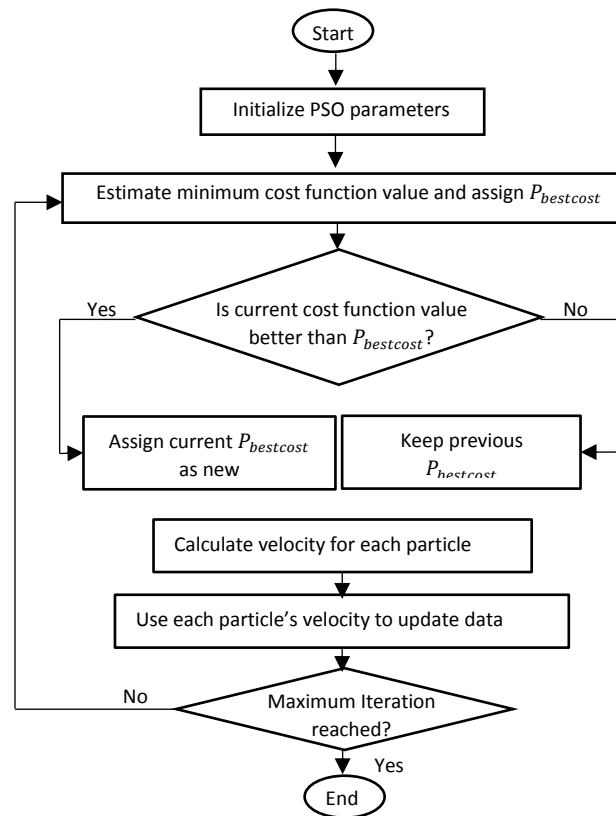 Start
Initialize PSO parameters
Estimate minimum cost function value and assign P_bestcost
Yes
Is current cost function value
better than P_bestcost?
No
Assign current P_bestcost
as new
Keep previous
P_bestcost
Calculate velocity for each particle
Use each particle’s velocity to update data
No
Maximum Iteration
reached?
Yes
End